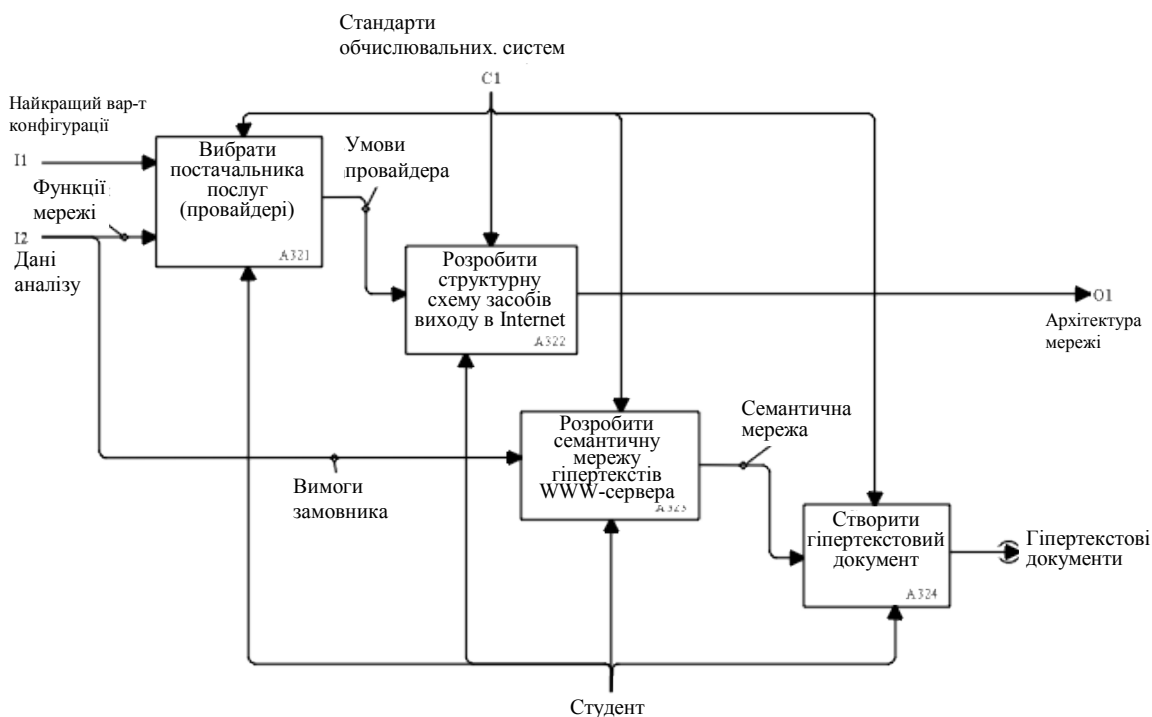 Стандарти
обчислювальних. систем
C1
Найкращий вар-т
конфігурації
I1
Функції
мережі
I2
Дані
аналізу
Вибрати
постачальника
послуг
(провайдері)
A321
Умови
провайдера
Розробити
структурну
схему засобів
виходу в Internet
A322
O1
Архітектура
мережі
Вимоги
замовника
Розробити
семантичну
мережу
гіпертекстів
WWW-сервера
A323
Семантична
мережа
Створити
гіпертекстовий
документ
A324
Гіпертекстові
документи
Студент